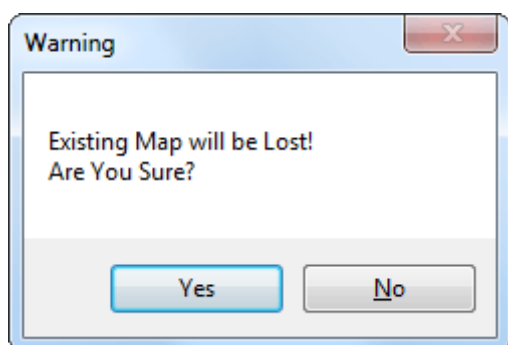 Warning
Existing Map will be Lost!
Are You Sure?
Yes
No